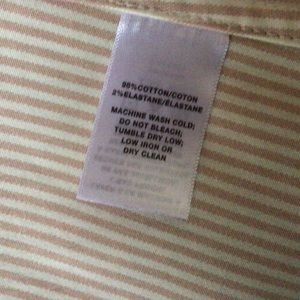 98%COTTON/COTON
2%ELASTANE/ELASTANE
MACHINE WASH COLD;
DO NOT BLEACH;
TUMBLE DRY LOW;
LOW IRON OR
DRY CLEAN